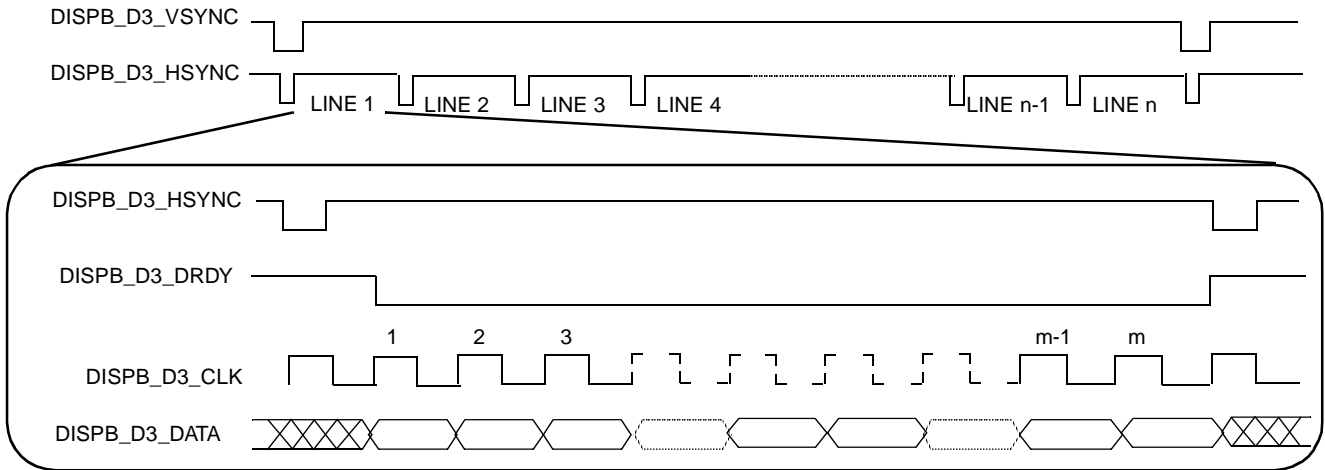 DISPB_D3_VSYNC
DISPB_D3_HSYNC
LINE 1 LINE 2 LINE 3 LINE 4 LINE n-1 LINE n
DISPB_D3_HSYNC
DISPB_D3_DRDY
1 2 3 m-1 m
DISPB_D3_CLK
DISPB_D3_DATA